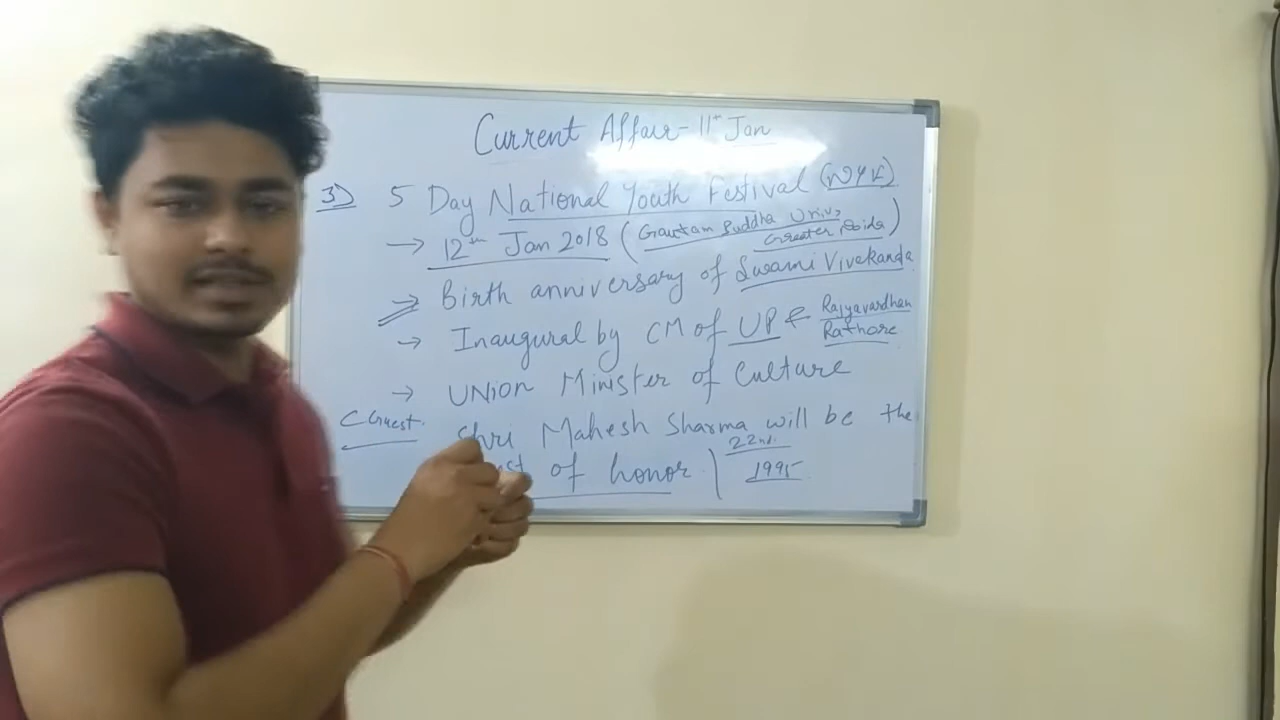 Current Affair - 11th Jan
3) 5 Day National Youth Festival (NYK)
→ 12th Jan 2018 (Gautam Buddha Univ,
Greater Noida)
→ Birth anniversary of Swami Vivekanda
→ Inaugural by CM of UP & Rajyavardhan
Rathore
→ UNION Minister of Culture
C Guest. Shri Mahesh Sharma will be the
of honor 22nd
1995